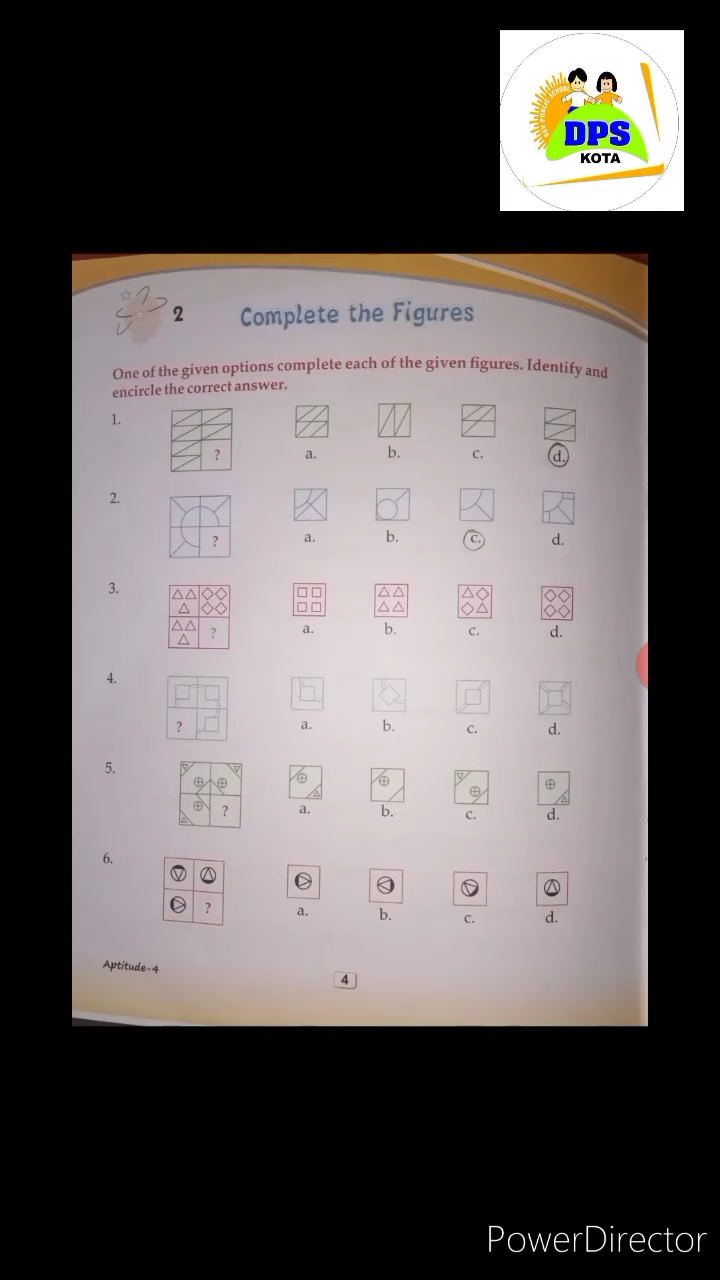 DPS
KOTA
2 Complete the Figures
One of the given options complete each of the given figures. Identify and
encircle the correct answer.
1. ? a. b. c. d.
2. ? a. b. c. d.
3. ? a. b. c. d.
4. ? a. b. c. d.
5. ? a. b. c. d.
6. ? a. b. c. d.
Aptitude-4
4
PowerDirector